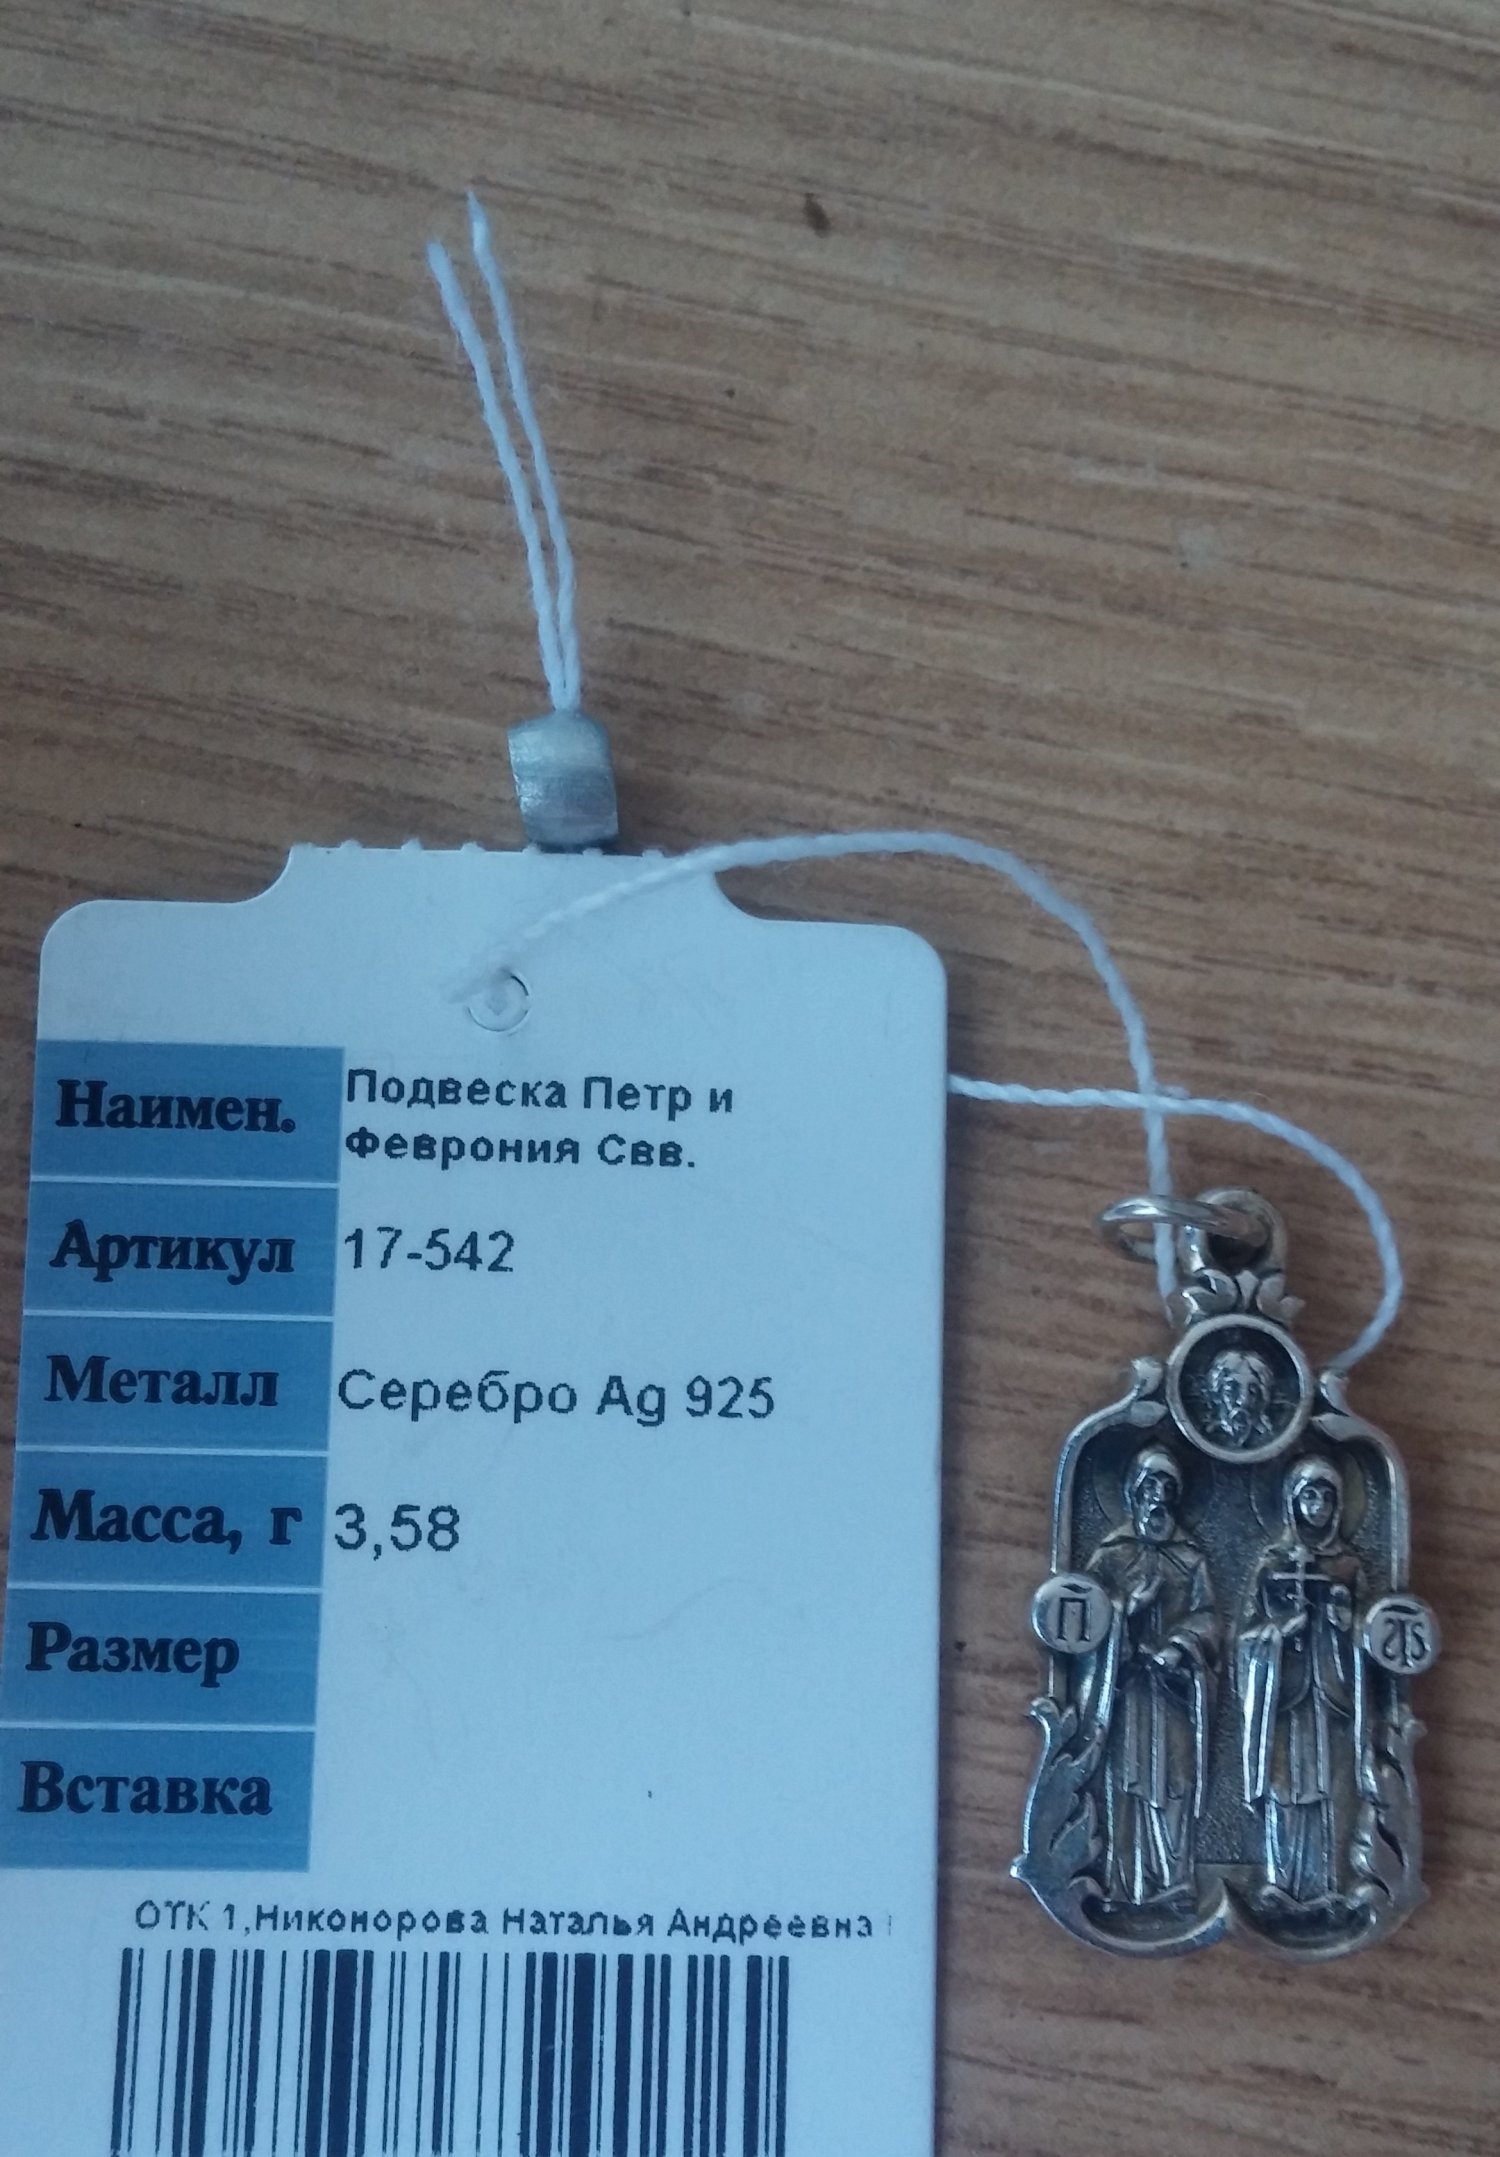 Наимен. Подвеска Петр и
Феврония Свв.
Артикул 17-542
Металл Серебро Ag 925
Масса, г 3,58
Размер
Вставка
ОТК 1,Никонорова Наталья Андреевна
П